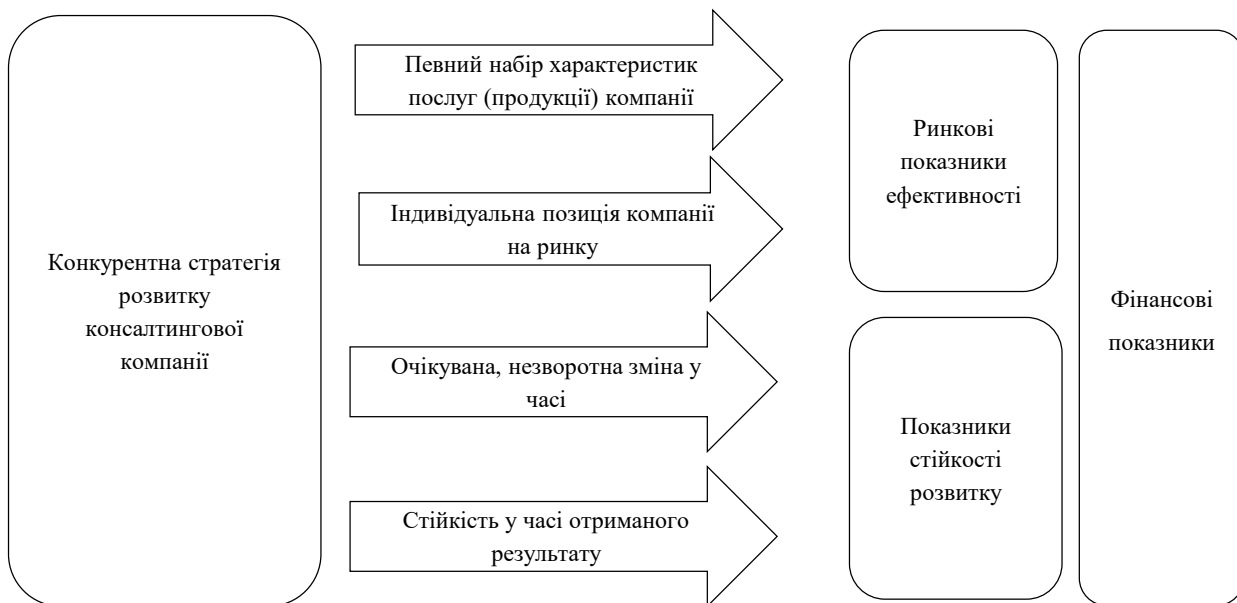 Конкурентна стратегія
розвитку
консалтингової
компанії
Певний набір характеристик
послуг (продукції) компанії
Індивідуальна позиція компанії
на ринку
Очікувана, незворотна зміна у
часі
Стійкість у часі отриманого
результату
Ринкові
показники
ефективності
Показники
стійкості
розвитку
Фінансові
показники